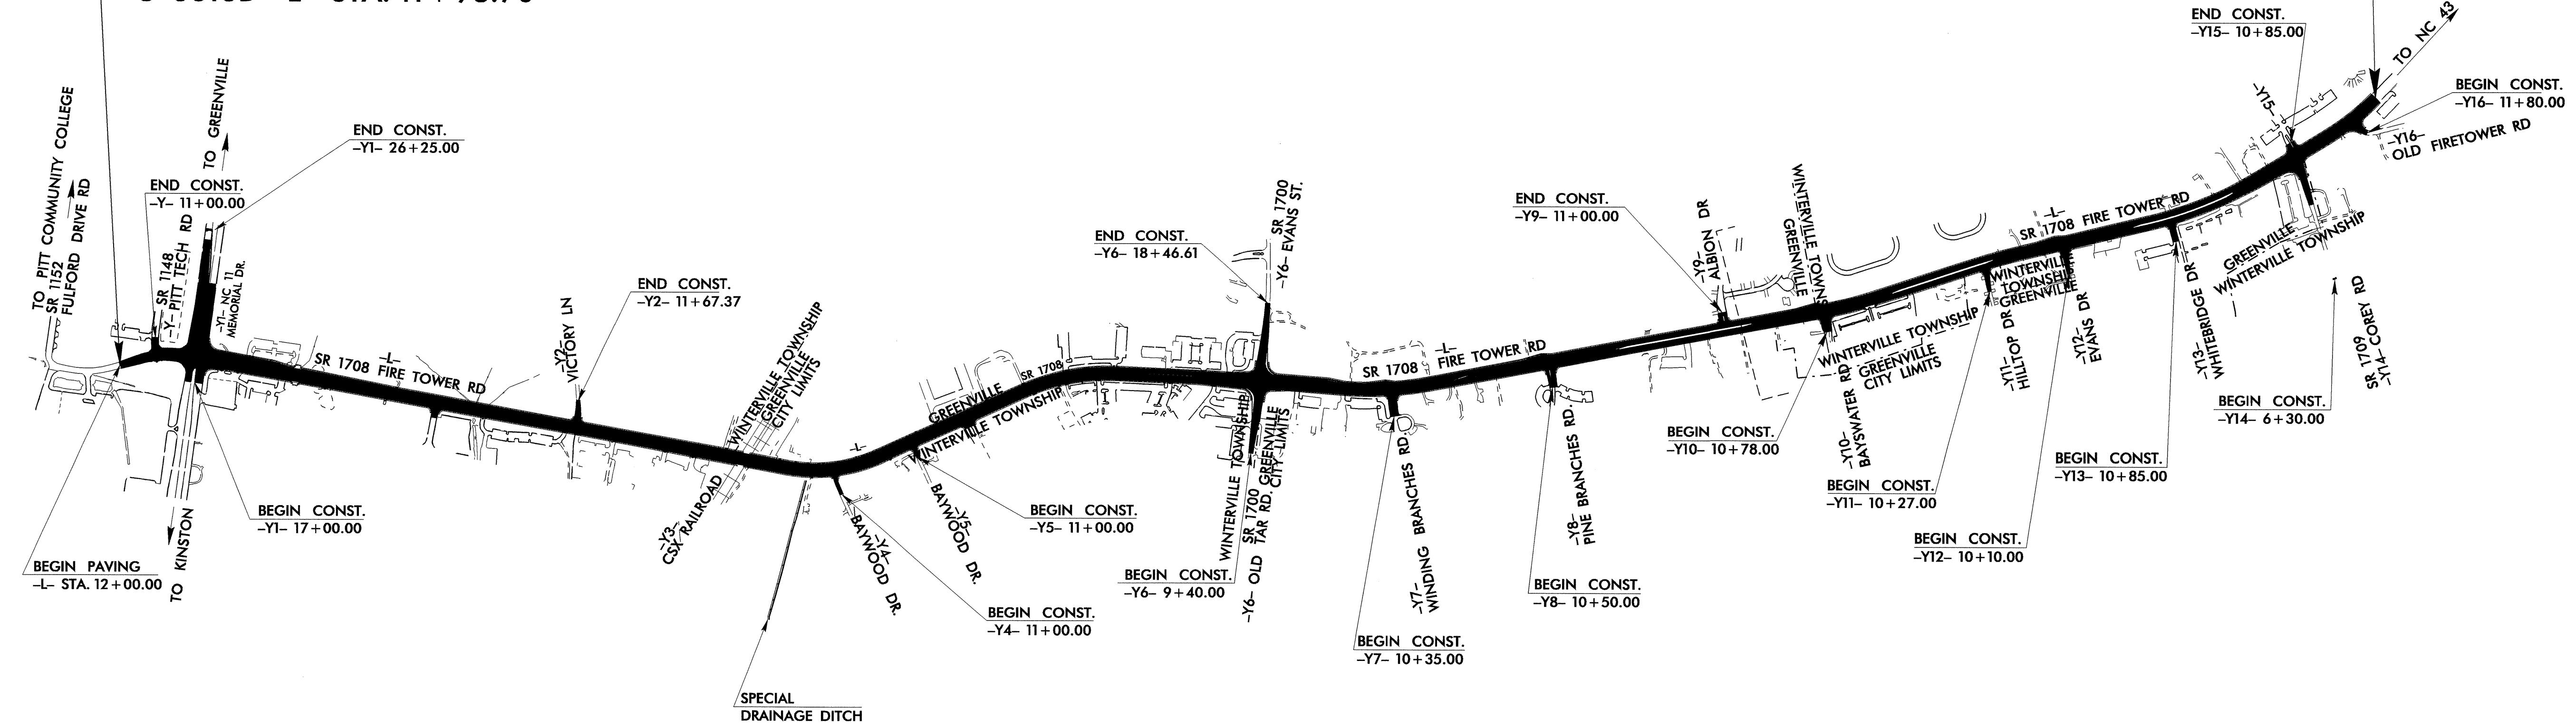 END CONST.
-Y15- 10+85.00
TO NC 43
BEGIN CONST.
-Y16- 11+80.00
-Y15-
-Y16-
OLD FIRETOWER RD
TO PITT COMMUNITY COLLEGE
SR 1152
FULFORD DRIVE RD
TO GREENVILLE
END CONST.
-Y1- 26+25.00
END CONST.
-Y- 11+00.00
SR 1148
-Y- PITT TECH RD
-Y1- NC 11
MEMORIAL DR.
-L-
SR 1708 FIRE TOWER RD
-Y2-
VICTORY LN
END CONST.
-Y2- 11+67.37
WINTERVILLE TOWNSHIP
GREENVILLE
CITY LIMITS
-Y3-
CSX RAILROAD
-L-
GREENVILLE
WINTERVILLE TOWNSHIP
SR 1708
END CONST.
-Y6- 18+46.61
SR 1700
-Y6- EVANS ST.
SR 1708
-L-
FIRE TOWER RD
END CONST.
-Y9- 11+00.00
-Y9-
ALBION DR
WINTERVILLE TOWNS
GREENVILLE
-L-
SR 1708 FIRE TOWER RD
WINTERVILLE
TOWNSHIP
GREENVILLE
WINTERVILLE TOWNSHIP
GREENVILLE
CITY LIMITS
GREENVILLE
WINTERVILLE TOWNSHIP
BEGIN PAVING
-L- STA. 12+00.00
TO KINSTON
BEGIN CONST.
-Y1- 17+00.00
SPECIAL
DRAINAGE DITCH
-Y4-
BAYWOOD DR.
-Y5-
BAYWOOD DR.
BEGIN CONST.
-Y5- 11+00.00
BEGIN CONST.
-Y4- 11+00.00
BEGIN CONST.
-Y6- 9+40.00
WINTERVILLE TOWNSHIP
SR 1700
-Y6- OLD TAR RD.
GREENVILLE
CITY LIMITS
-Y7-
WINDING BRANCHES RD.
BEGIN CONST.
-Y7- 10+35.00
-Y8-
PINE BRANCHES RD.
BEGIN CONST.
-Y8- 10+50.00
BEGIN CONST.
-Y10- 10+78.00
-Y10-
BAYSWATER RD
BEGIN CONST.
-Y11- 10+27.00
-Y11-
HILLTOP DR
BEGIN CONST.
-Y12- 10+10.00
-Y12-
EVANS DR
BEGIN CONST.
-Y13- 10+85.00
-Y13-
WHITEBRIDGE DR
BEGIN CONST.
-Y14- 6+30.00
SR 1709
-Y14- COREY RD